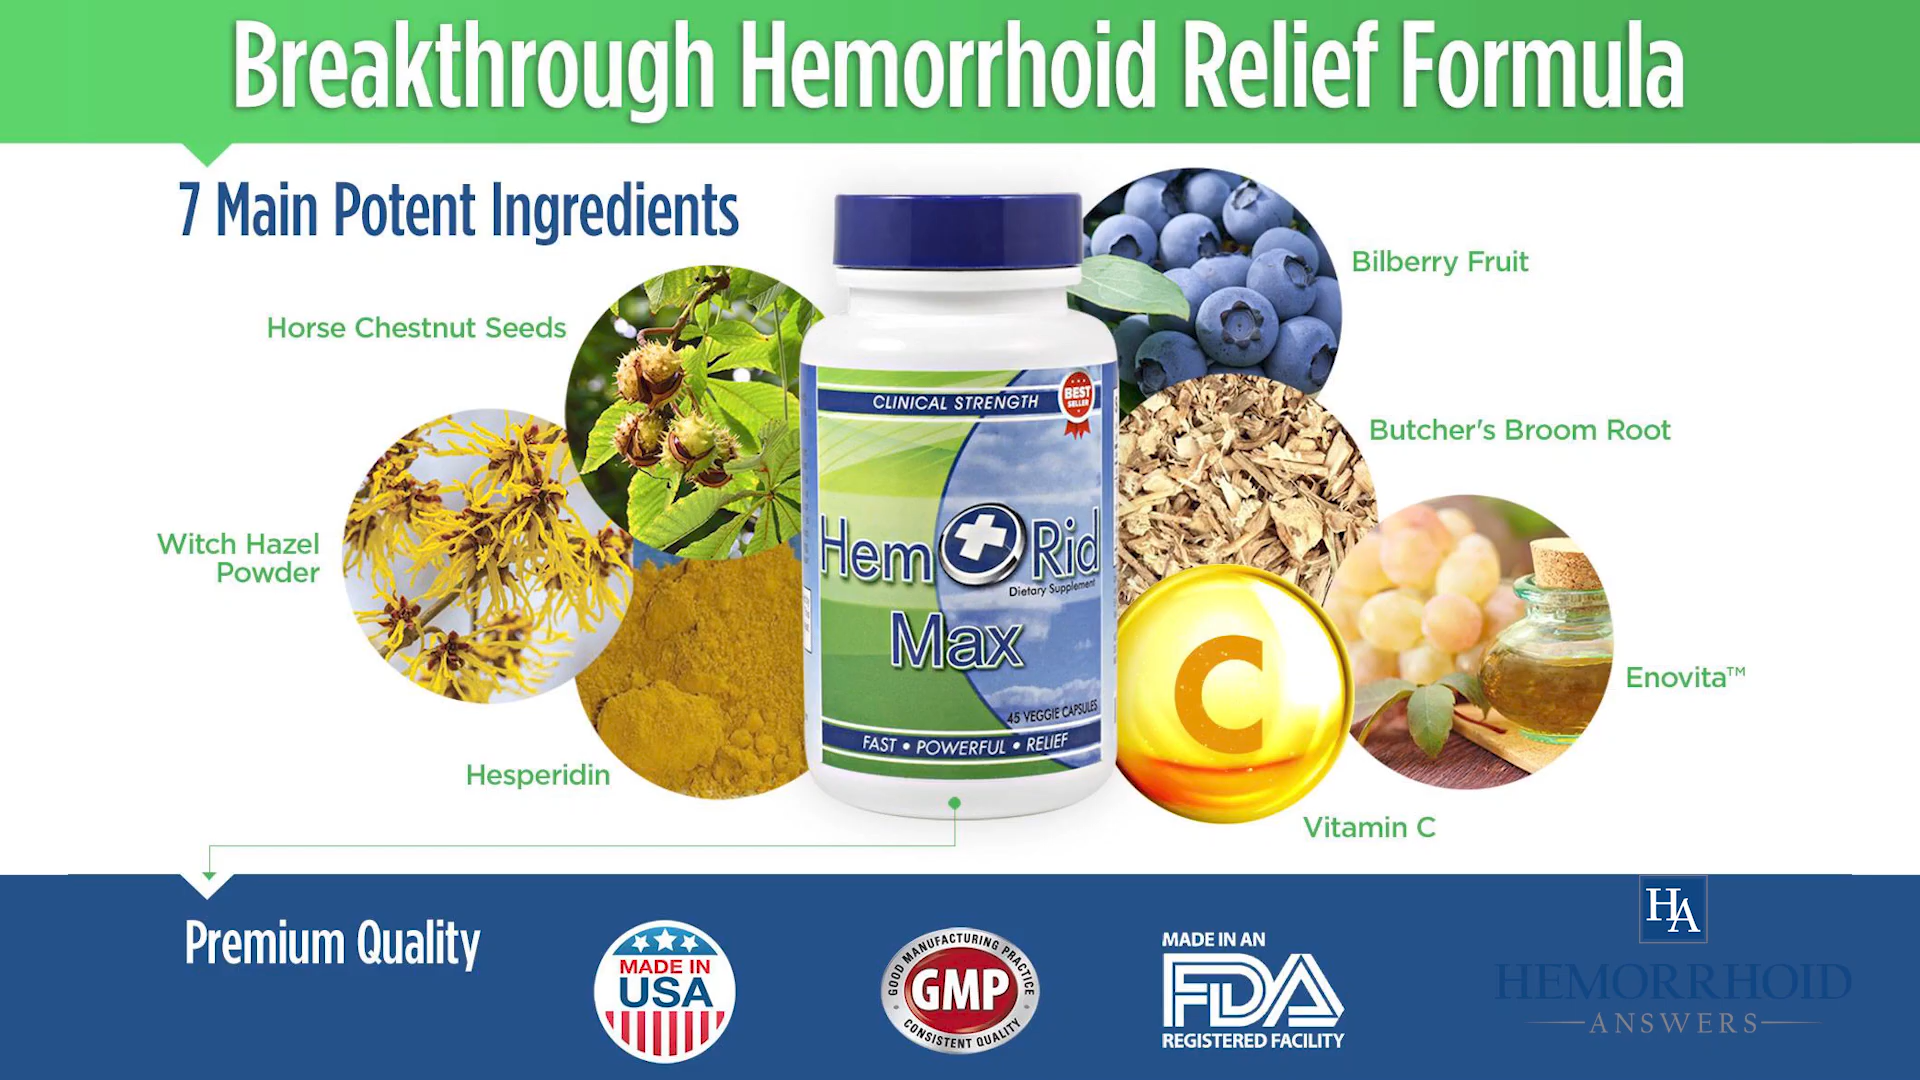 Breakthrough Hemorrhoid Relief Formula
7 Main Potent Ingredients
Horse Chestnut Seeds
Witch Hazel
Powder
Hesperidin
CLINICAL STRENGTH
BEST
SELLER
Hem Rid
Dietary Supplement
Max
45 VEGGIE CAPSULES
FAST • POWERFUL • RELIEF
Bilberry Fruit
Butcher's Broom Root
C
Enovita™
Vitamin C
Premium Quality
MADE IN
USA
GOOD MANUFACTURING PRACTICE
GMP
CONSISTENT QUALITY
MADE IN AN
FDA
REGISTERED FACILITY
HA
HEMORRHOID
ANSWERS